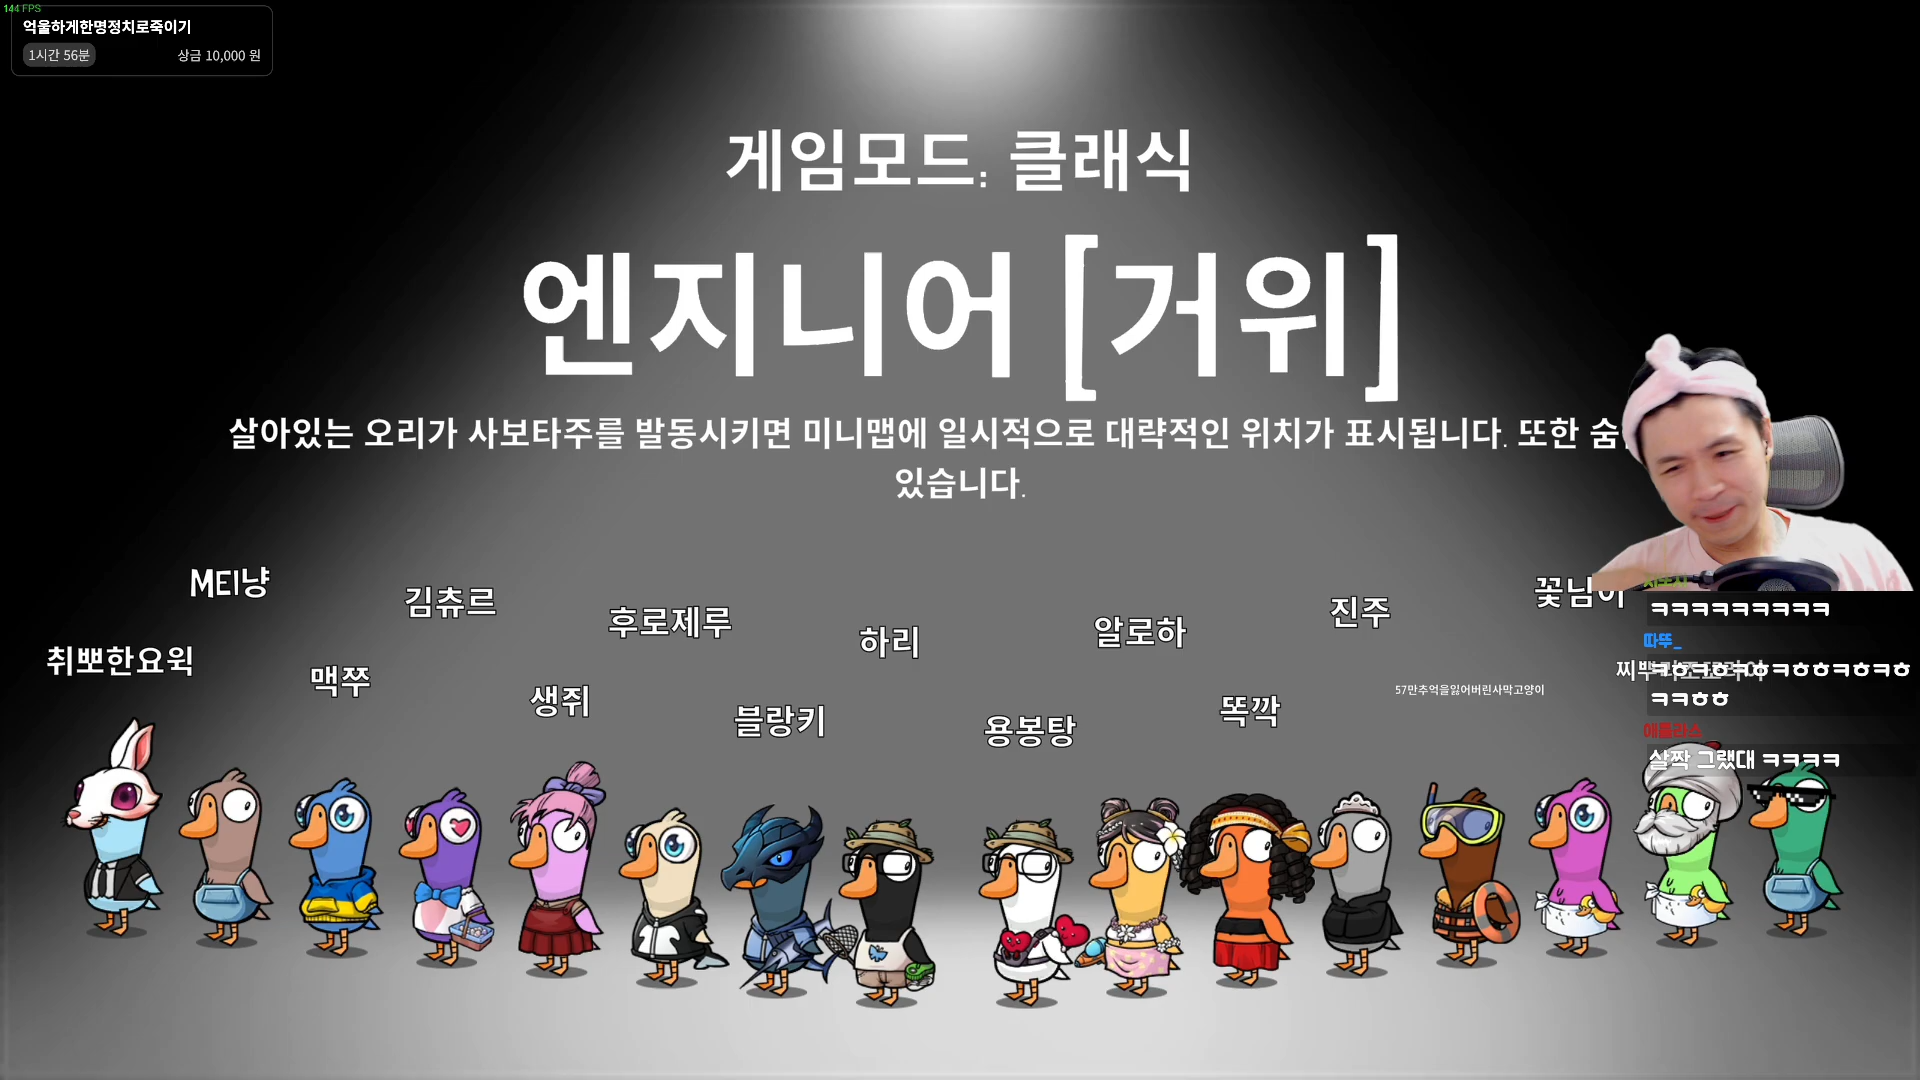 144 FPS
억울하게한명정치로죽이기
1시간 56분
상금 10,000 원
게임모드: 클래식
엔지니어 [거위]
살아있는 오리가 사보타주를 발동시키면 미니맵에 일시적으로 대략적인 위치가 표시됩니다. 또한
있습니다.
MEI냥
김츄르
후로제루
하리
알로하
진주
취뽀한요윅
맥쭈
생쥐
블랑키
용봉탕
똑깍
57만추억을잃어버린사막고양이
ㅋㅋㅋㅋㅋㅋㅋㅋㅋ
따뚜_
ㅋㅋㅎㅎ
애틀라스
살짝 그랬대 ㅋㅋㅋㅋ